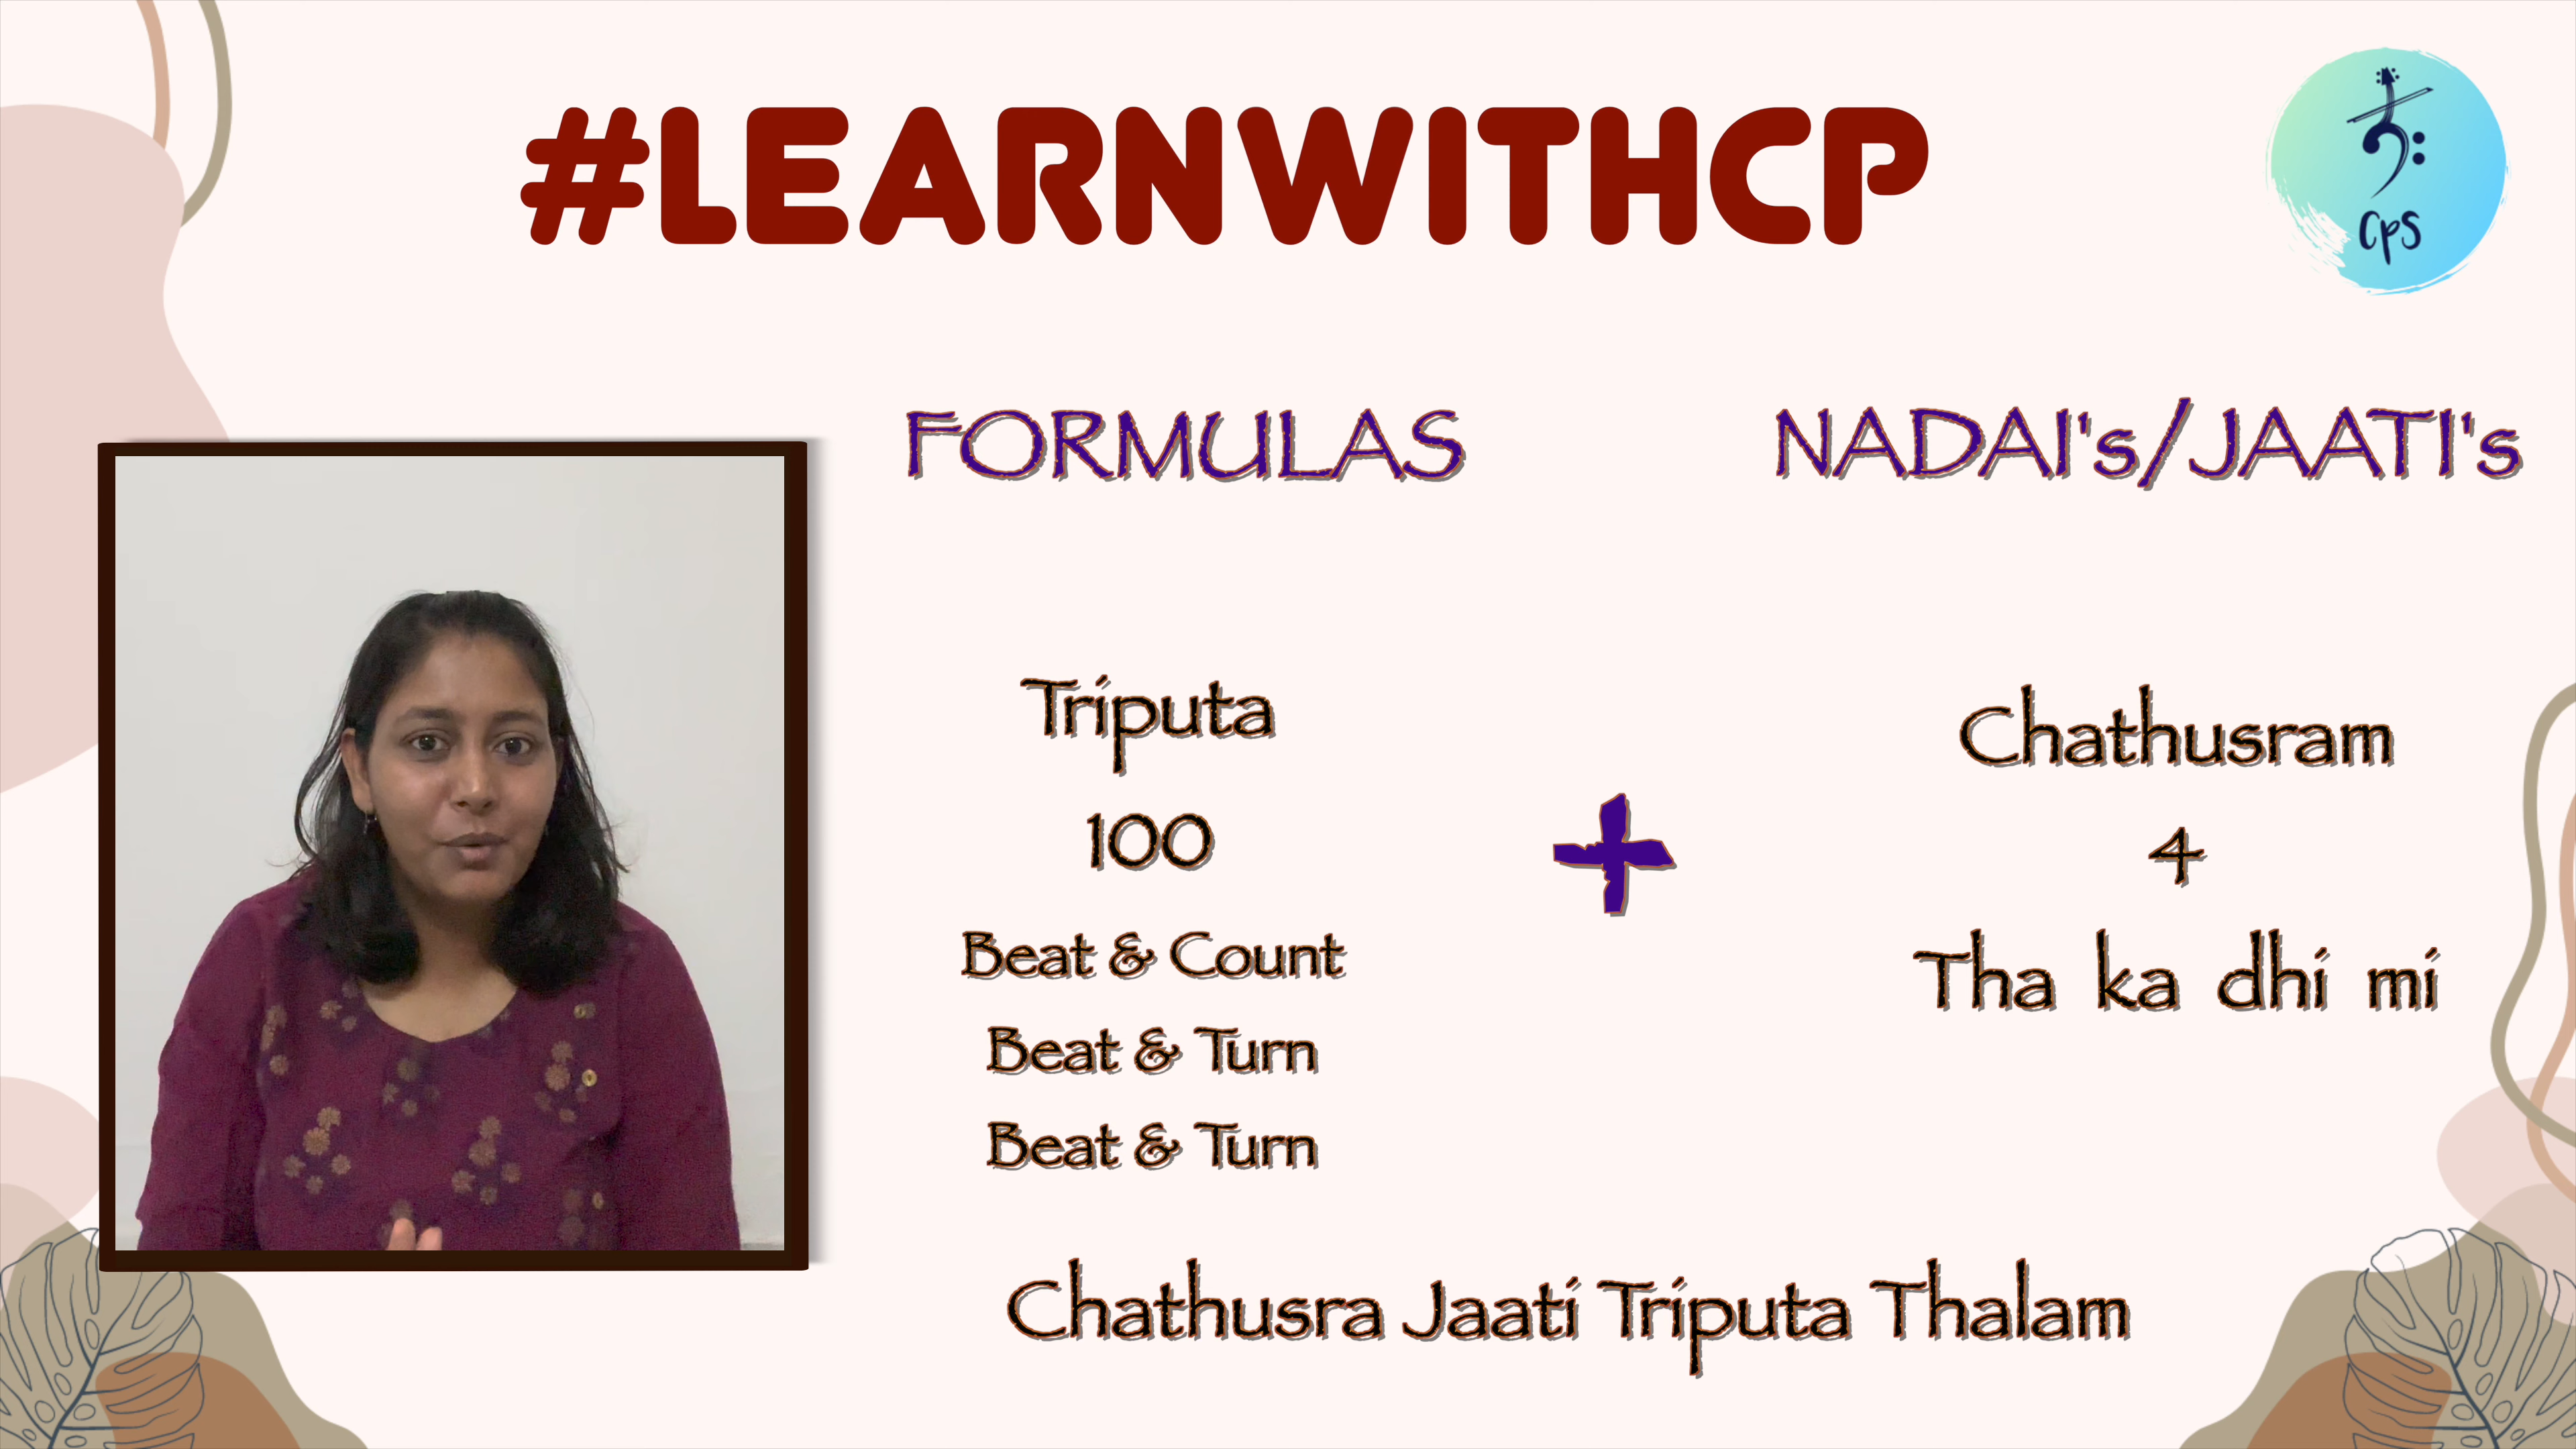 #LEARNWITHCP
CpS
FORMULAS
NADAI's/JAATI's
Triputa
100
Beat & Count
Beat & Turn
Beat & Turn
+
Chathusram
4
Tha ka dhi mi
Chathusra Jaati Triputa Thalam